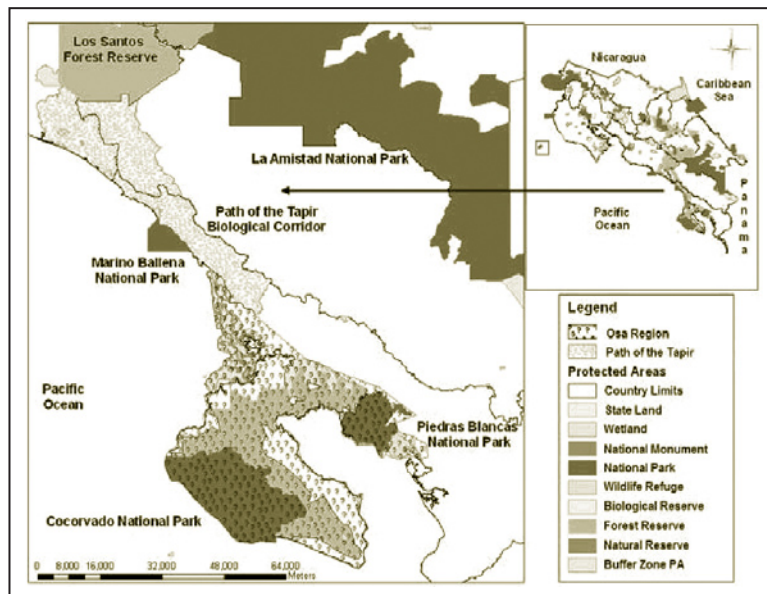 Los Santos
Forest Reserve
La Amistad National Park
Path of the Tapir
Biological Corridor
Marino Ballena
National Park
Pacific
Ocean
Piedras Blancas
National Park
Cocorvado National Park
0 8,000 16,000 32,000 48,000 64,000
Meters
Nicaragua
Caribbean
Sea
Pacific
Ocean
Panama
Legend
Osa Region
Path of the Tapir
Protected Areas
Country Limits
State Land
Wetland
National Monument
National Park
Wildlife Refuge
Biological Reserve
Forest Reserve
Natural Reserve
Buffer Zone PA